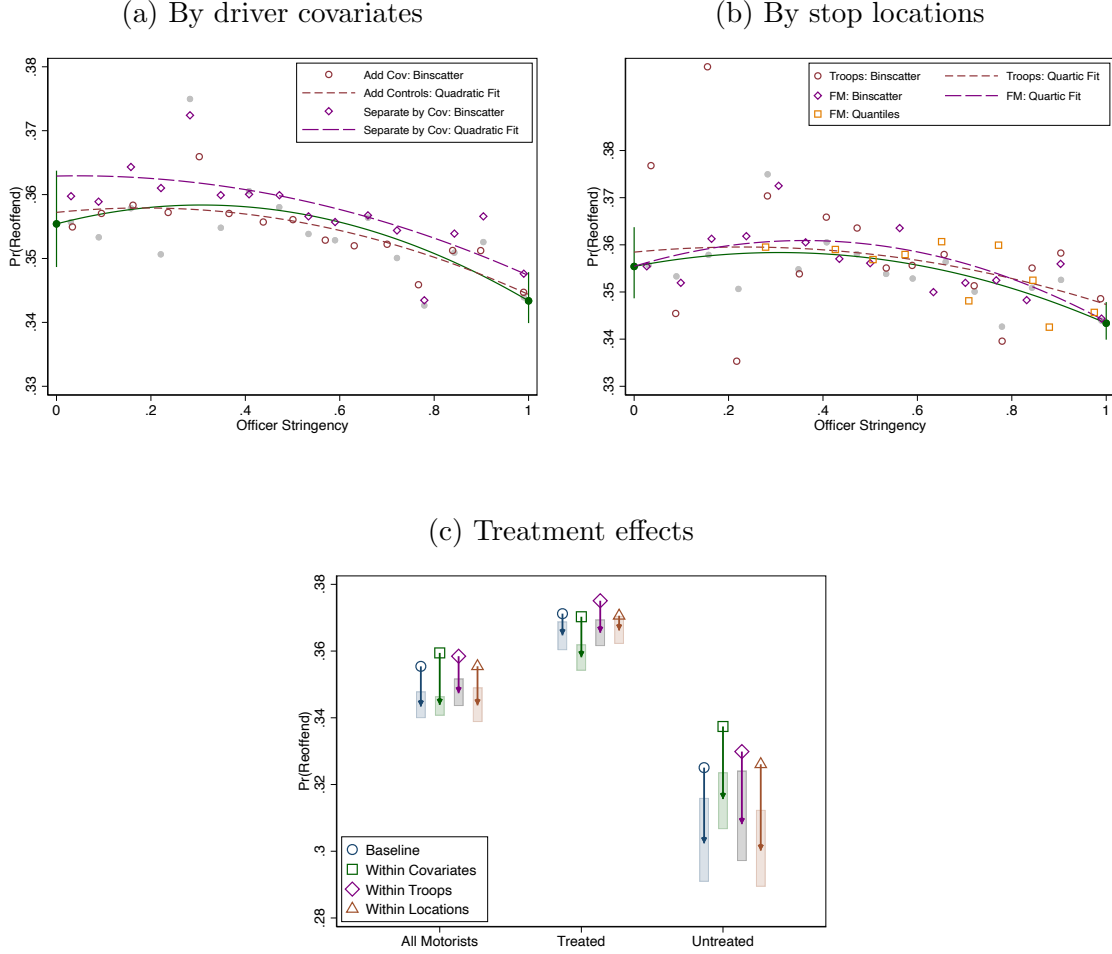 (a) By driver covariates
Pr(Reoffend)
.38
.37
.36
.35
.34
.33
Add Cov: Binscatter
Add Controls: Quadratic Fit
Separate by Cov: Binscatter
Separate by Cov: Quadratic Fit
0 .2 .4 .6 .8 1
Officer Stringency
(b) By stop locations
Pr(Reoffend)
.38
.37
.36
.35
.34
.33
Troops: Binscatter Troops: Quartic Fit
FM: Binscatter FM: Quartic Fit
FM: Quantiles
0 .2 .4 .6 .8 1
Officer Stringency
(c) Treatment effects
Pr(Reoffend)
.38
.36
.34
.32
.3
.28
Baseline
Within Covariates
Within Troops
Within Locations
All Motorists Treated Untreated